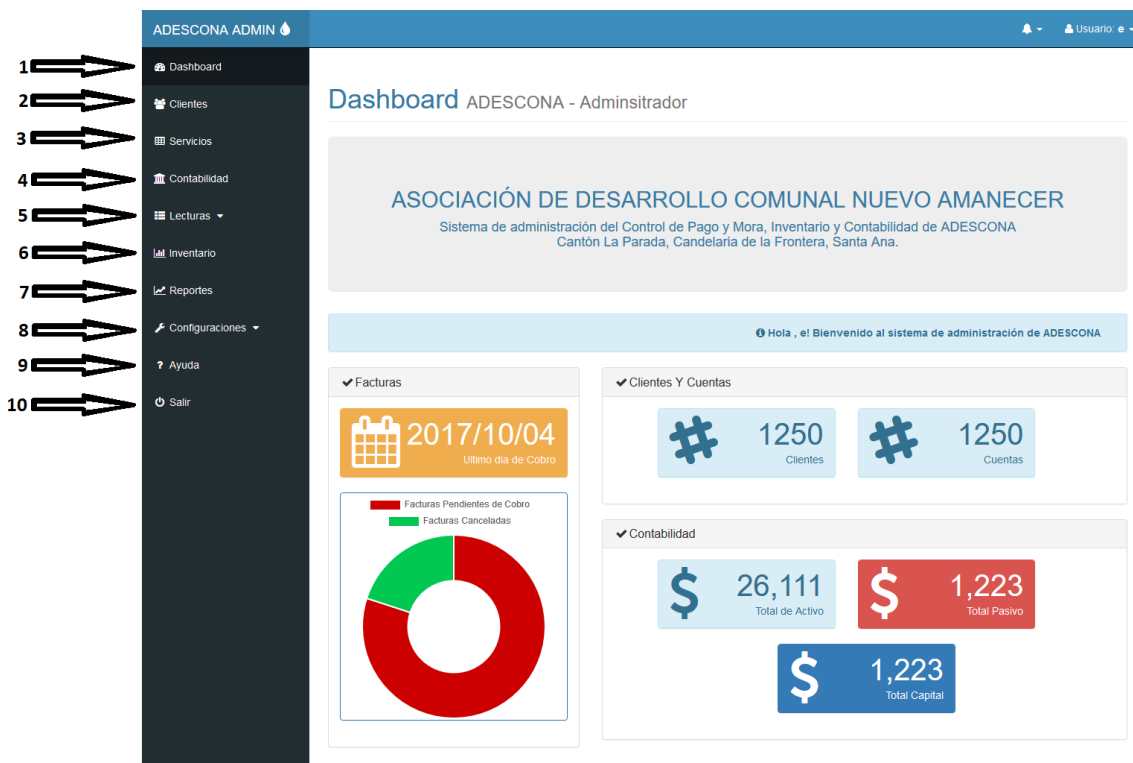 ADESCONA ADMIN
Usuario: e
1 Dashboard
2 Clientes
3 Servicios
4 Contabilidad
5 Lecturas
6 Inventario
7 Reportes
8 Configuraciones
9 ? Ayuda
10 Salir
Dashboard ADESCONA - Adminsitrador
ASOCIACIÓN DE DESARROLLO COMUNAL NUEVO AMANECER
Sistema de administración del Control de Pago y Mora, Inventario y Contabilidad de ADESCONA
Cantón La Parada, Candelaria de la Frontera, Santa Ana.
Hola , e! Bienvenido al sistema de administración de ADESCONA
Facturas
2017/10/04
Ultimo dia de Cobro
Facturas Pendientes de Cobro
Facturas Canceladas
Clientes Y Cuentas
# 1250
Clientes
# 1250
Cuentas
Contabilidad
$ 26,111
Total de Activo
$ 1,223
Total Pasivo
$ 1,223
Total Capital